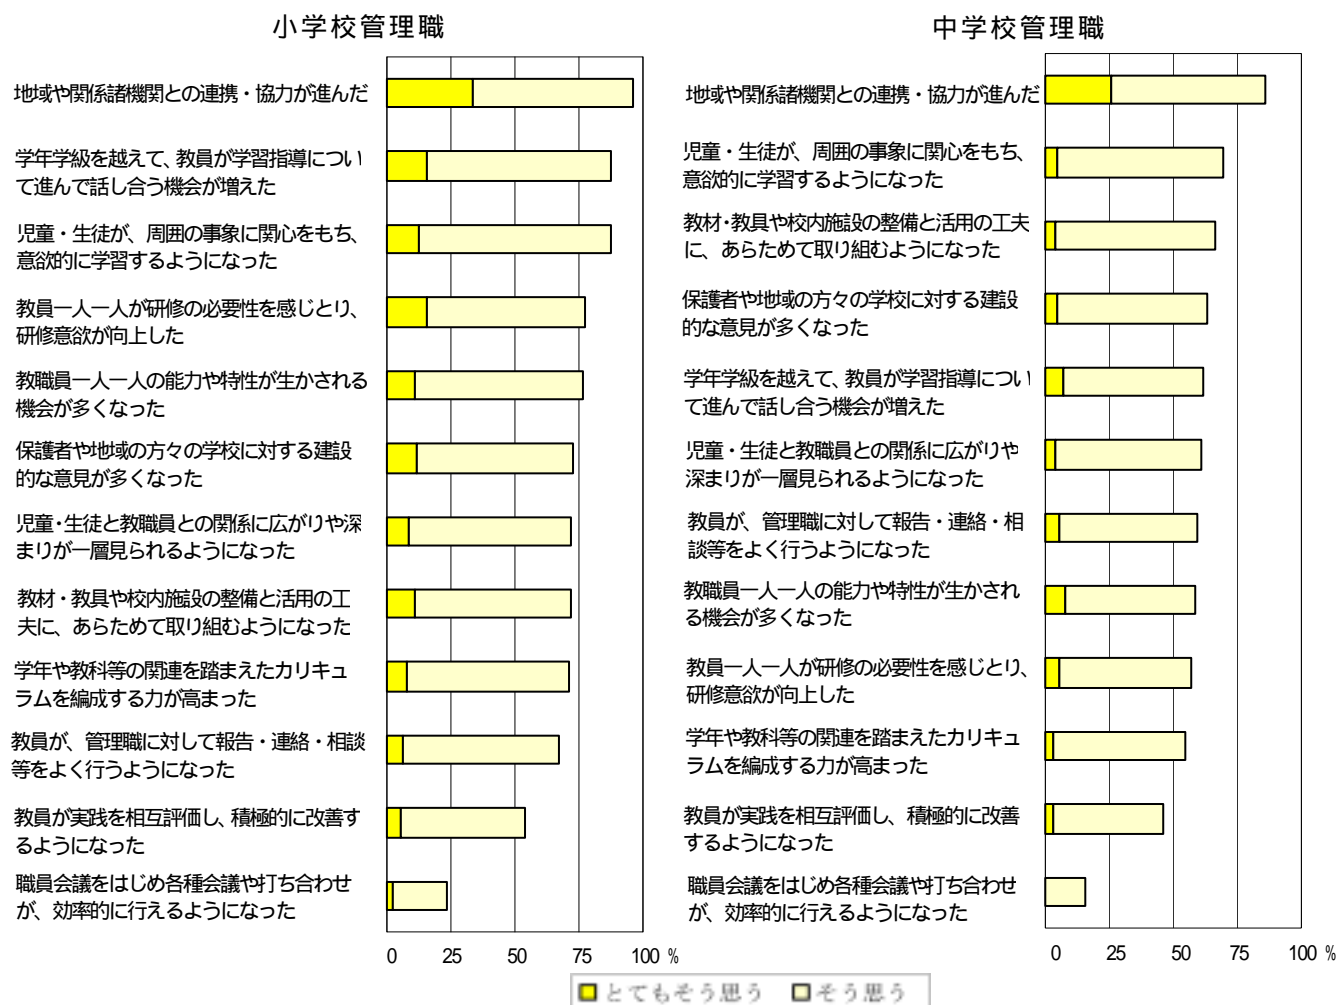 小学校管理職
地域や関係諸機関との連携・協力が進んだ
学年学級を越えて、教員が学習指導につい
て進んで話し合う機会が増えた
児童・生徒が、周囲の事象に関心をもち、
意欲的に学習するようになった
教員一人一人が研修の必要性を感じとり、
研修意欲が向上した
教職員一人一人の能力や特性が生かされる
機会が多くなった
保護者や地域の方々の学校に対する建設
的な意見が多くなった
児童・生徒と教職員との関係に広がりや深
まりが一層見られるようになった
教材・教具や校内施設の整備と活用の工
夫に、あらためて取り組むようになった
学年や教科等の関連を踏まえたカリキュ
ラムを編成する力が高まった
教員が、管理職に対して報告・連絡・相談
等をよく行うようになった
教員が実践を相互評価し、積極的に改善す
るようになった
職員会議をはじめ各種会議や打ち合わせ
が、効率的に行えるようになった
0 25 50 75 100 %
中学校管理職
地域や関係諸機関との連携・協力が進んだ
児童・生徒が、周囲の事象に関心をもち、
意欲的に学習するようになった
教材・教具や校内施設の整備と活用の工夫
に、あらためて取り組むようになった
保護者や地域の方々の学校に対する建設
的な意見が多くなった
学年学級を越えて、教員が学習指導につい
て進んで話し合う機会が増えた
児童・生徒と教職員との関係に広がりや
深まりが一層見られるようになった
教員が、管理職に対して報告・連絡・相
談等をよく行うようになった
教職員一人一人の能力や特性が生かされ
る機会が多くなった
教員一人一人が研修の必要性を感じとり、
研修意欲が向上した
学年や教科等の関連を踏まえたカリキュ
ラムを編成する力が高まった
教員が実践を相互評価し、積極的に改善
するようになった
職員会議をはじめ各種会議や打ち合わせ
が、効率的に行えるようになった
0 25 50 75 100 %
とてもそう思う そう思う